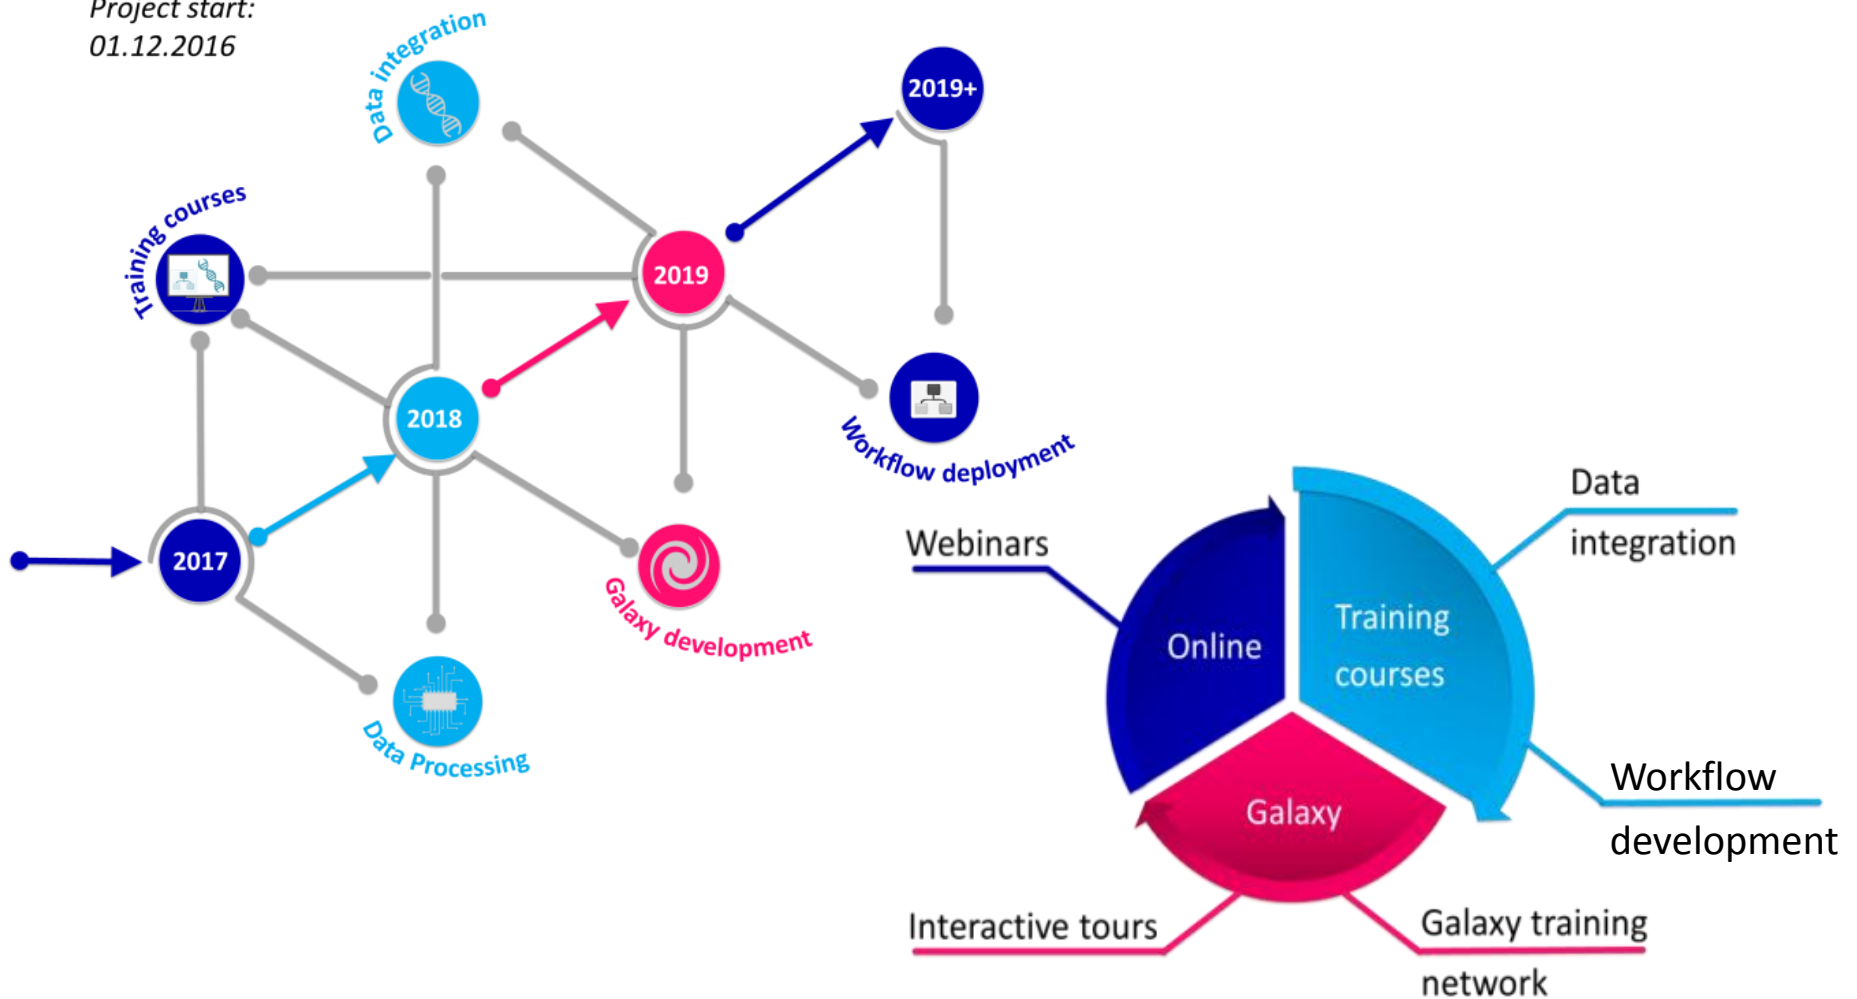 Project start:
01.12.2016
Data integration
2019+
Training courses
2019
2018
Workflow deployment
2017
Galaxy development
Data Processing
Data
integration
Webinars
Training
courses
Online
Workflow
development
Galaxy
Interactive tours
Galaxy training
network